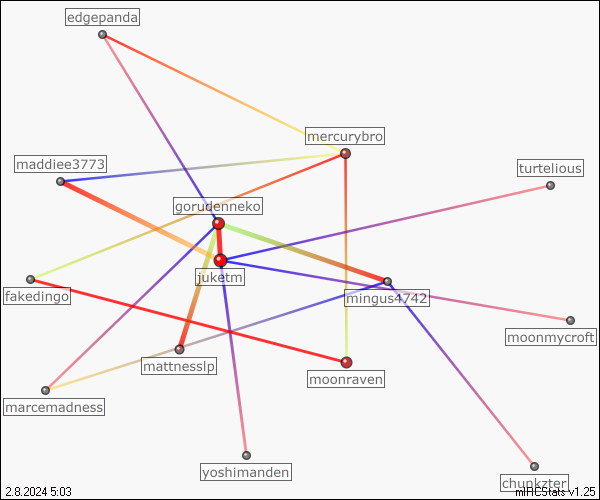 edgepanda
mercurybro
maddiee3773
turtelious
gorudenneko
juketm
fakedingo
mingus4742
moonmycroft
mattnesslp
moonraven
marcemadness
yoshimanden
chunkzter
2.8.2024 5:03
mIRCStats v1.25